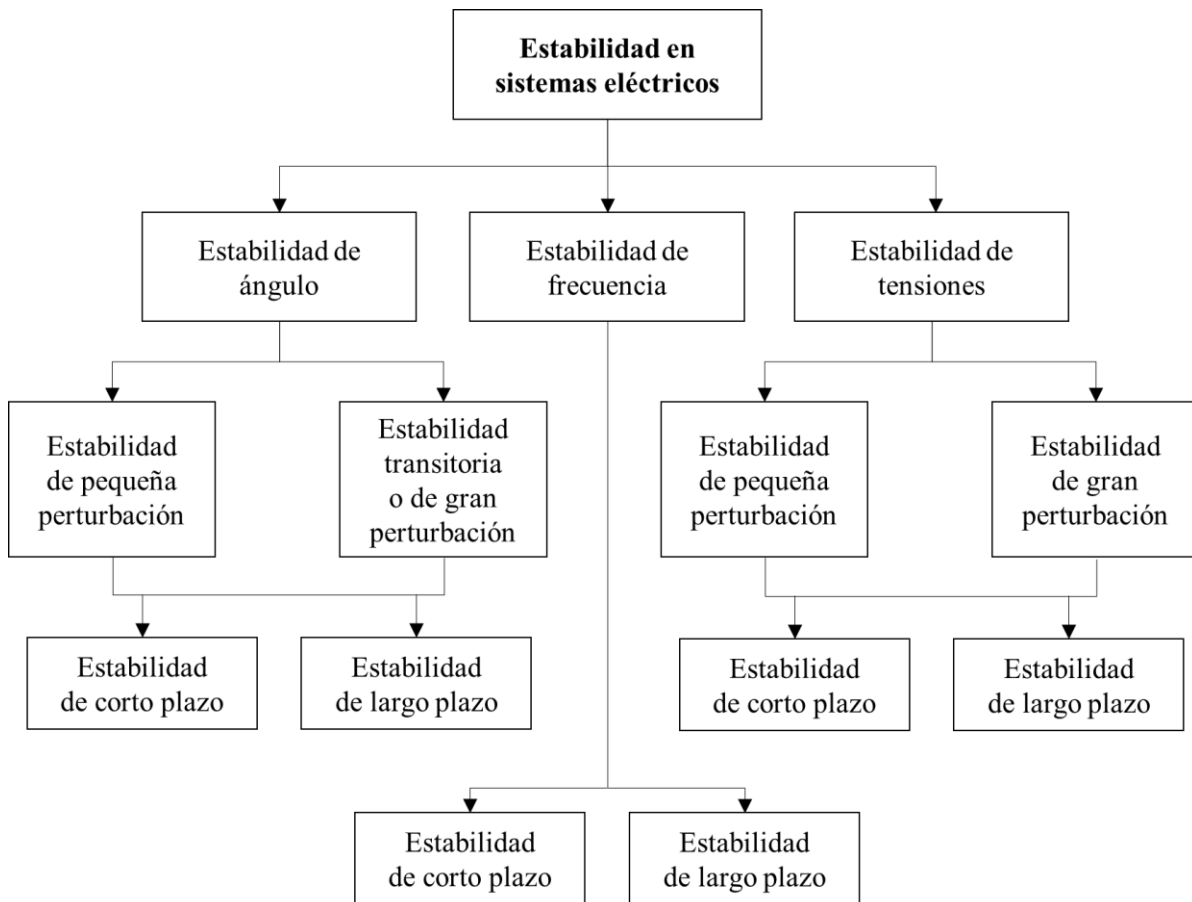 Estabilidad en
sistemas eléctricos
Estabilidad de
ángulo
Estabilidad de
frecuencia
Estabilidad de
tensiones
Estabilidad
de pequeña
perturbación
Estabilidad
transitoria
o de gran
perturbación
Estabilidad
de pequeña
perturbación
Estabilidad
de gran
perturbación
Estabilidad
de corto plazo
Estabilidad
de largo plazo
Estabilidad
de corto plazo
Estabilidad
de largo plazo
Estabilidad
de corto plazo
Estabilidad
de largo plazo